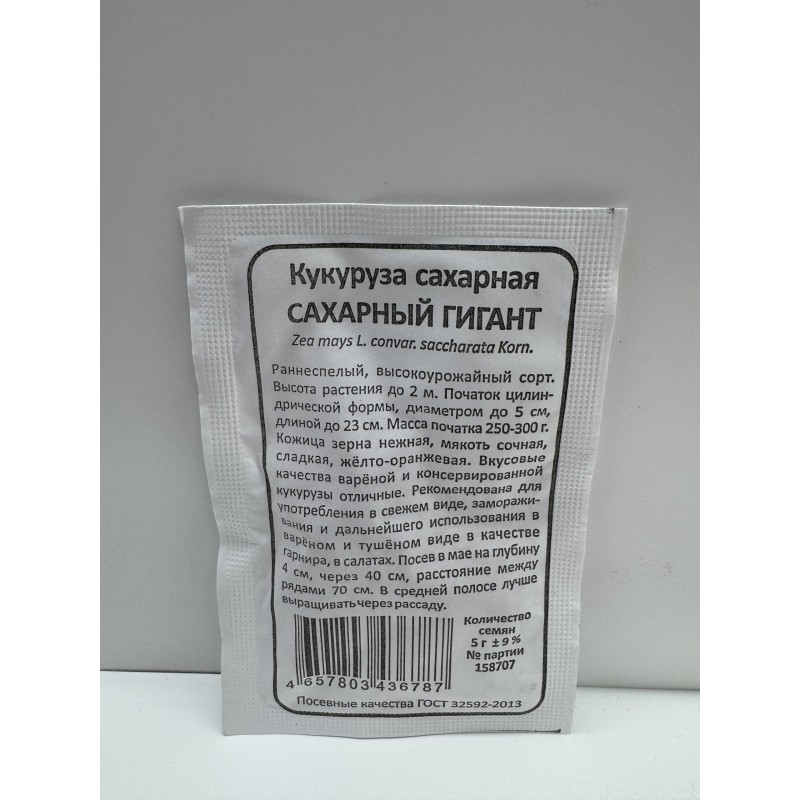 Кукуруза сахарная
САХАРНЫЙ ГИГАНТ
Zea mays L. convar. saccharata Korn.
Раннеспелый, высокоурожайный сорт.
Высота растения до 2 м. Початок цилин-
дрической формы, диаметром до 5 см,
длиной до 23 см. Масса початка 250-300 г.
Кожица зерна нежная, мякоть сочная,
сладкая, жёлто-оранжевая. Вкусовые
качества варёной и консервированной
кукурузы отличные. Рекомендована для
употребления в свежем виде, заморажи-
вания и дальнейшего использования в
варёном и тушёном виде в качестве
гарнира, в салатах. Посев в мае на глубину
4 см, через 40 см, расстояние между
рядами 70 см. В средней полосе лучше
выращивать через рассаду.
Количество
семян
5 г ± 9 %
№ партии
158707
4 657803 436787
Посевные качества ГОСТ 32592-2013